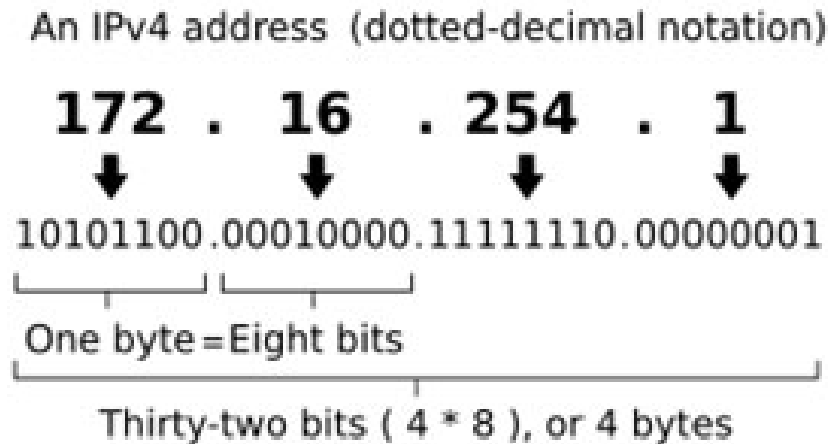 An IPv4 address (dotted-decimal notation)
172 . 16 . 254 . 1
10101100.00010000.11111110.00000001
One byte=Eight bits
Thirty-two bits ( 4 * 8 ), or 4 bytes